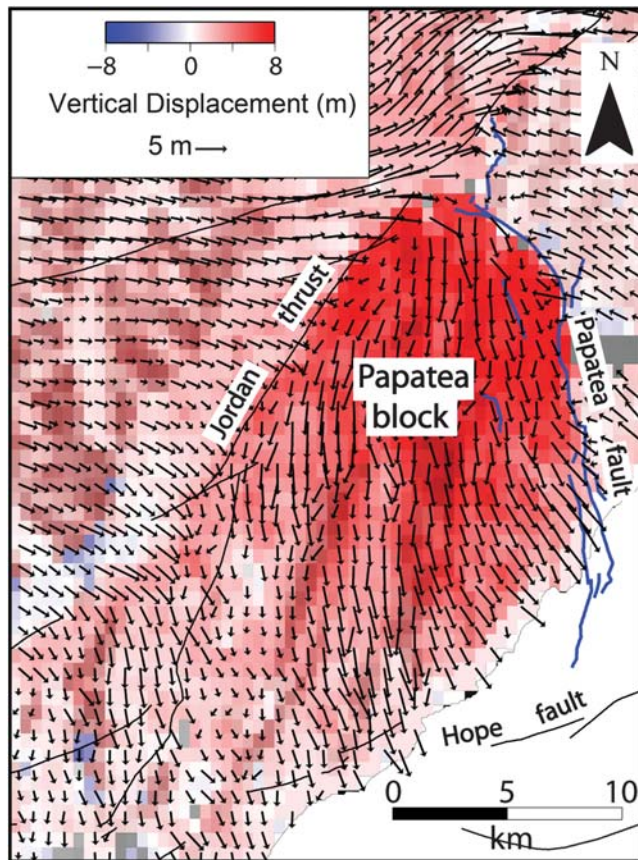 –8 0 8
Vertical Displacement (m)
5 m
N
Jordan thrust
Papatea
block
Papatea fault
Hope fault
0 5 10
km